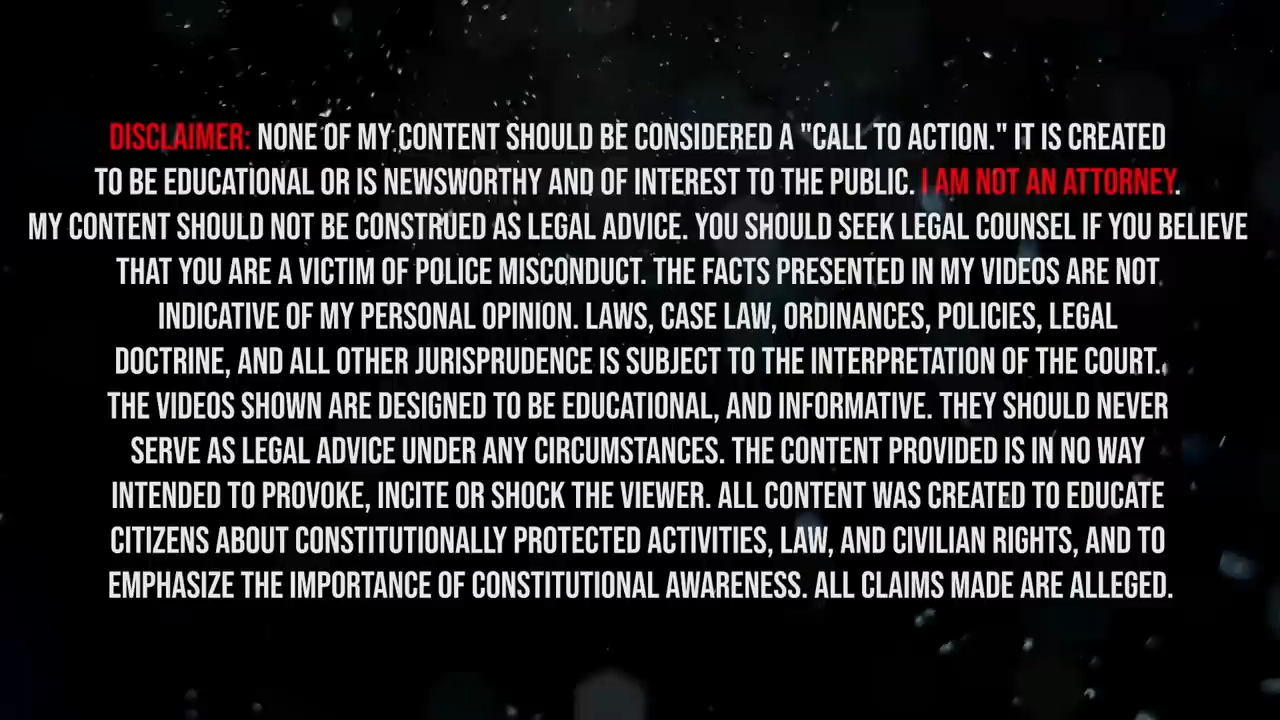 DISCLAIMER: NONE OF MY CONTENT SHOULD BE CONSIDERED A "CALL TO ACTION." IT IS CREATED
TO BE EDUCATIONAL OR IS NEWSWORTHY AND OF INTEREST TO THE PUBLIC. I AM NOT AN ATTORNEY.
MY CONTENT SHOULD NOT BE CONSTRUED AS LEGAL ADVICE. YOU SHOULD SEEK LEGAL COUNSEL IF YOU BELIEVE
THAT YOU ARE A VICTIM OF POLICE MISCONDUCT. THE FACTS PRESENTED IN MY VIDEOS ARE NOT
INDICATIVE OF MY PERSONAL OPINION. LAWS, CASE LAW, ORDINANCES, POLICIES, LEGAL
DOCTRINE, AND ALL OTHER JURISPRUDENCE IS SUBJECT TO THE INTERPRETATION OF THE COURT.
THE VIDEOS SHOWN ARE DESIGNED TO BE EDUCATIONAL, AND INFORMATIVE. THEY SHOULD NEVER
SERVE AS LEGAL ADVICE UNDER ANY CIRCUMSTANCES. THE CONTENT PROVIDED IS IN NO WAY
INTENDED TO PROVOKE, INCITE OR SHOCK THE VIEWER. ALL CONTENT WAS CREATED TO EDUCATE
CITIZENS ABOUT CONSTITUTIONALLY PROTECTED ACTIVITIES, LAW, AND CIVILIAN RIGHTS, AND TO
EMPHASIZE THE IMPORTANCE OF CONSTITUTIONAL AWARENESS. ALL CLAIMS MADE ARE ALLEGED.